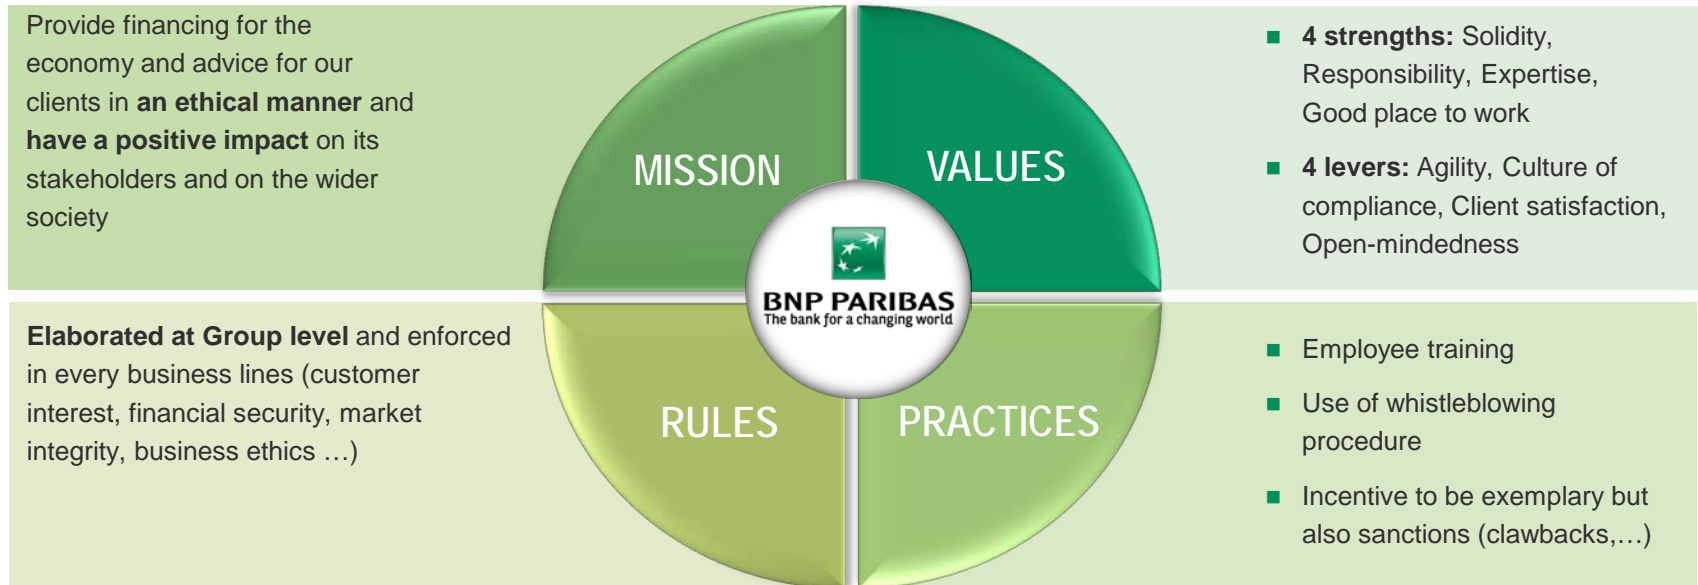 Provide financing for the
economy and advice for our
clients in an ethical manner and
have a positive impact on its
stakeholders and on the wider
society
MISSION
VALUES
■ 4 strengths: Solidity,
Responsibility, Expertise,
Good place to work
■ 4 levers: Agility, Culture of
compliance, Client satisfaction,
Open-mindedness
BNP PARIBAS
The bank for a changing world
Elaborated at Group level and enforced
in every business lines (customer
interest, financial security, market
integrity, business ethics …)
RULES
PRACTICES
■ Employee training
■ Use of whistleblowing
procedure
■ Incentive to be exemplary but
also sanctions (clawbacks,…)